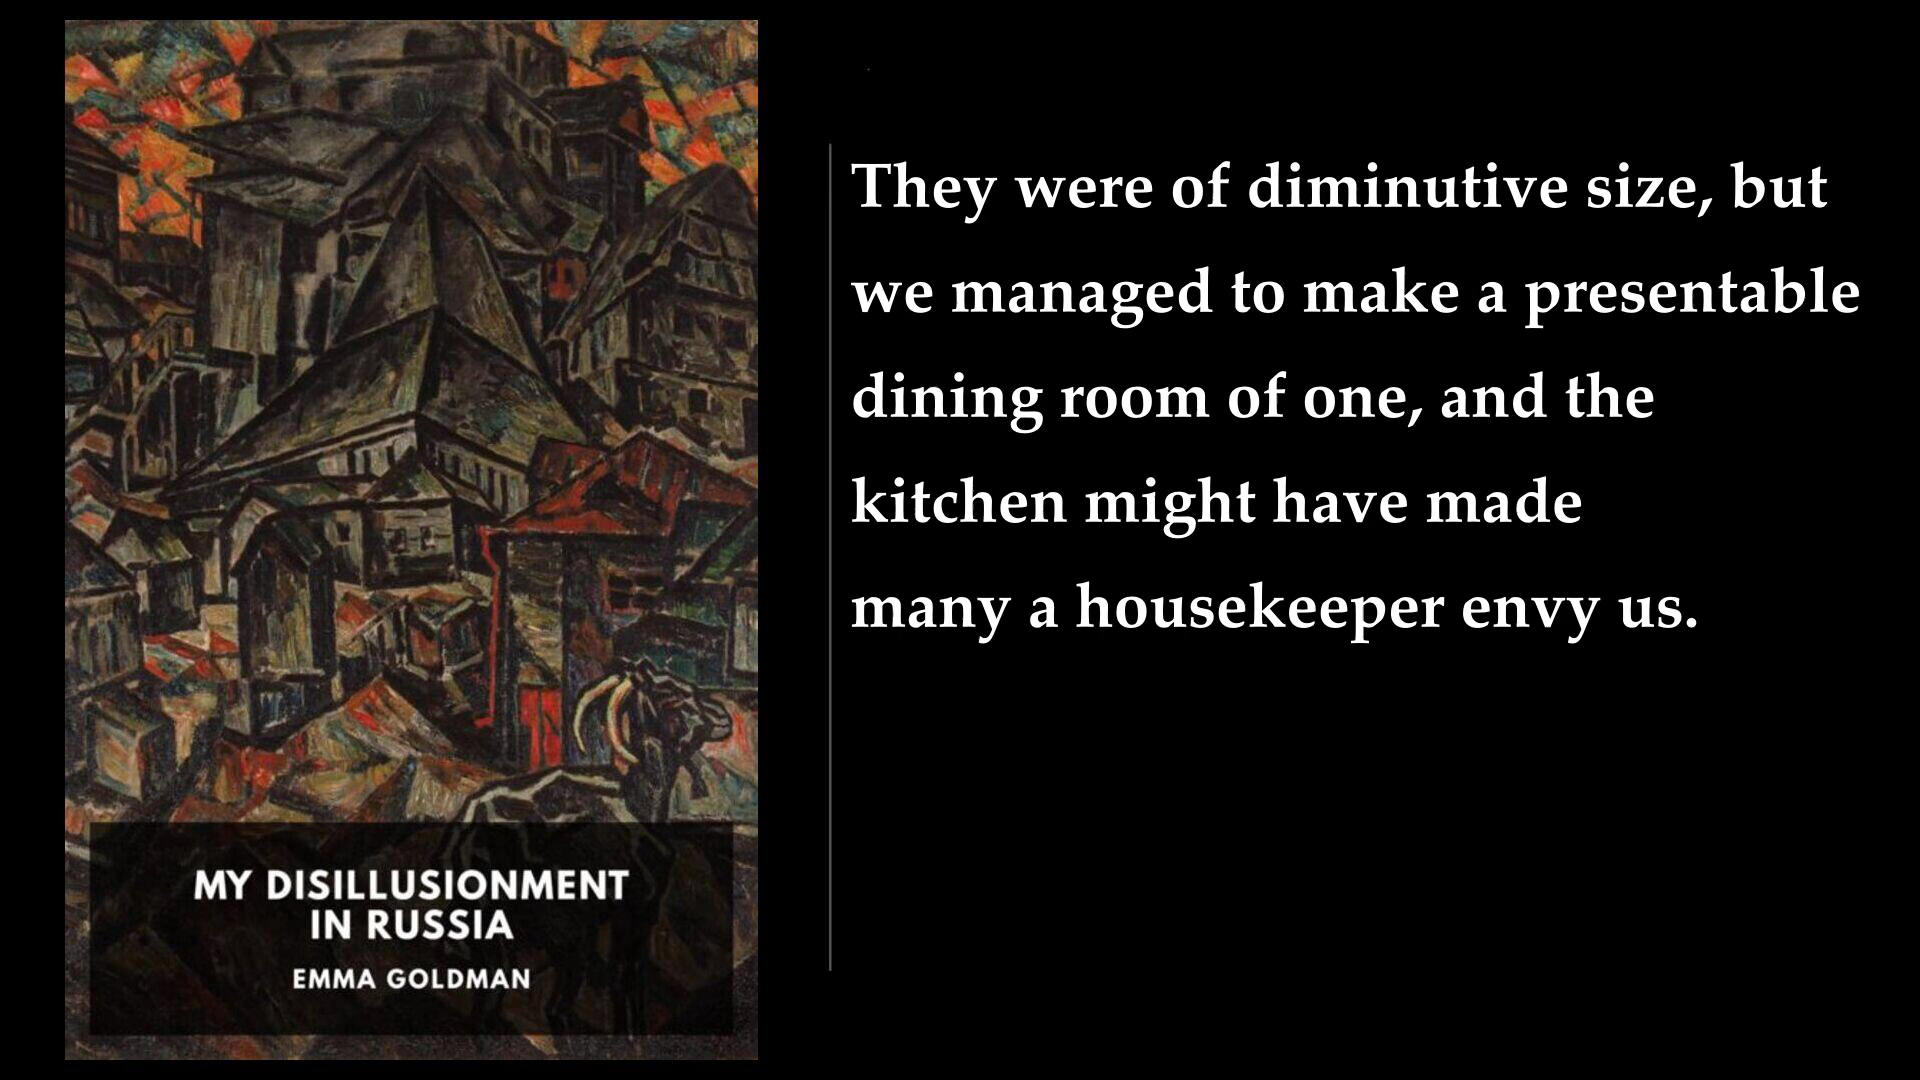 They were of diminutive size, but
we managed to make a presentable
dining room of one, and the
kitchen might have made
many a housekeeper envy us.
MY DISILLUSIONMENT
IN RUSSIA
EMMA GOLDMAN